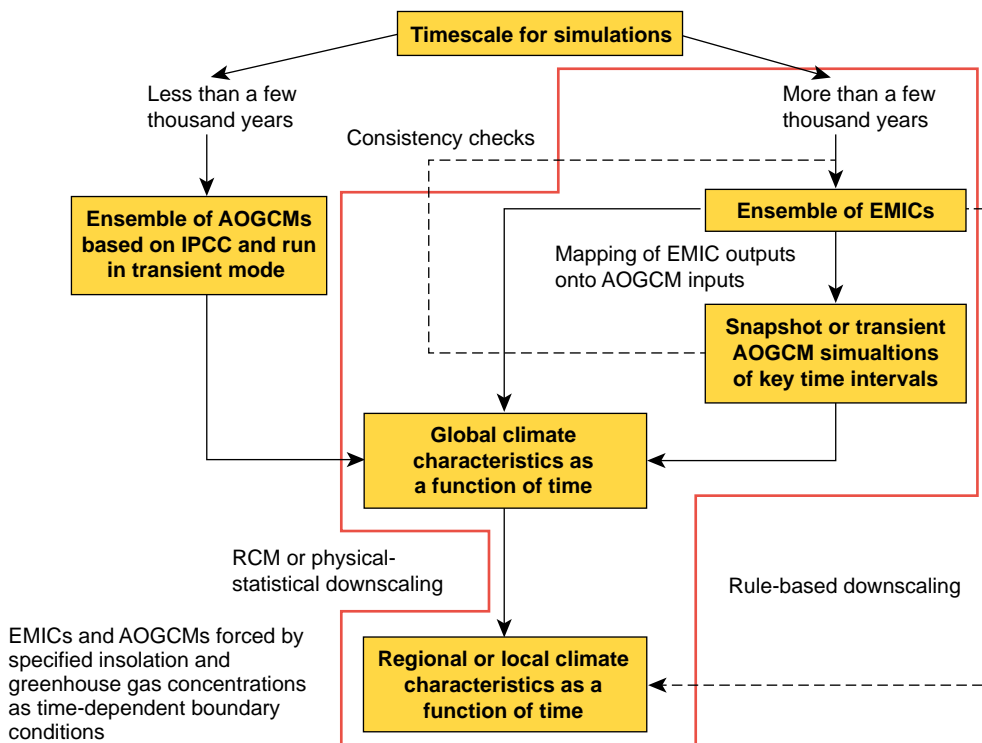 Timescale for simulations
Less than a few
thousand years
More than a few
thousand years
Consistency checks
Ensemble of AOGCMs
based on IPCC and run
in transient mode
Ensemble of EMICs
Mapping of EMIC outputs
onto AOGCM inputs
Snapshot or transient
AOGCM simualtions
of key time intervals
Global climate
characteristics as
a function of time
RCM or physical-
statistical downscaling
Rule-based downscaling
EMICs and AOGCMs forced by
specified insolation and
greenhouse gas concentrations
as time-dependent boundary
conditions
Regional or local climate
characteristics as a
function of time